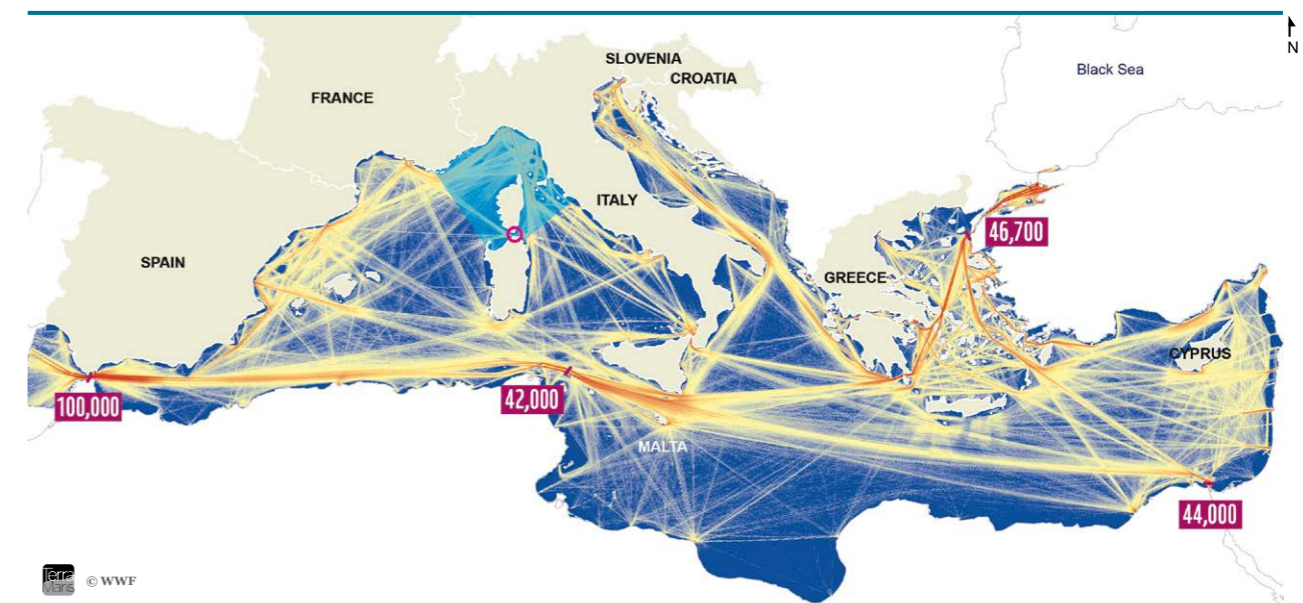 N
SLOVENIA
CROATIA
Black Sea
FRANCE
ITALY
46,700
SPAIN
GREECE
CYPRUS
100,000
42,000
MALTA
44,000
Terra
Maris
© WWF